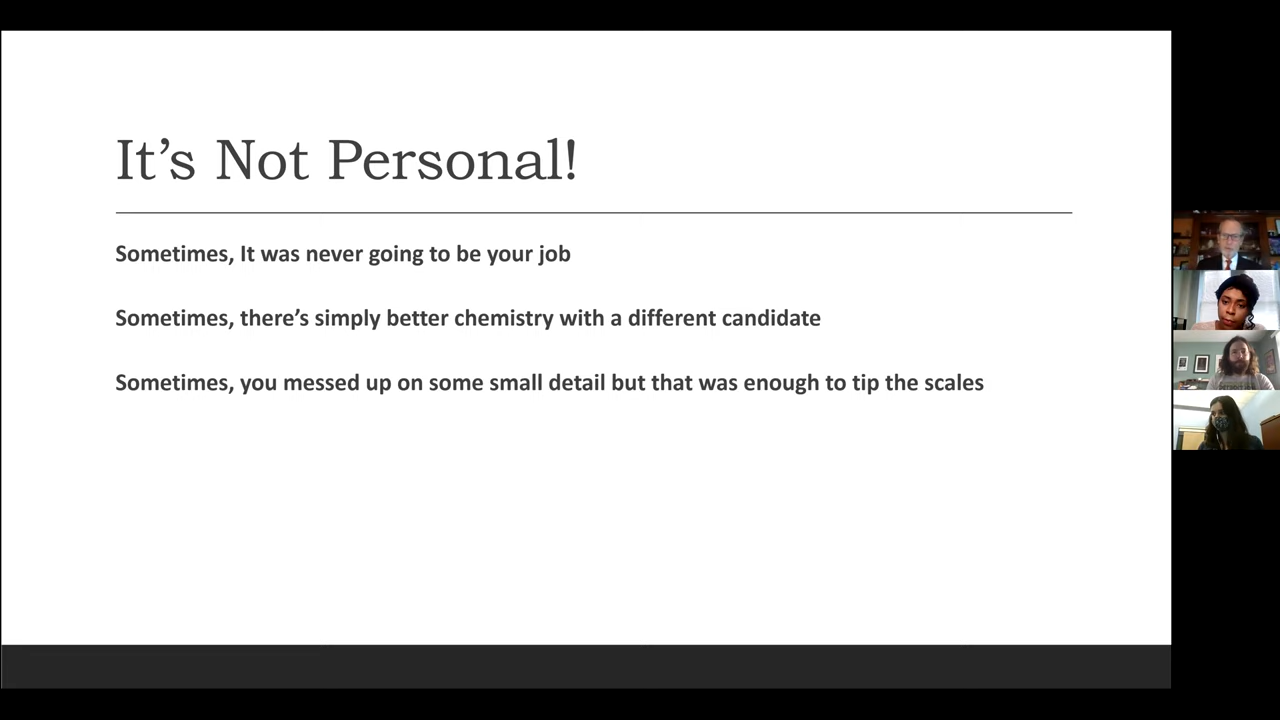 It’s Not Personal!
Sometimes, It was never going to be your job
Sometimes, there’s simply better chemistry with a different candidate
Sometimes, you messed up on some small detail but that was enough to tip the scales